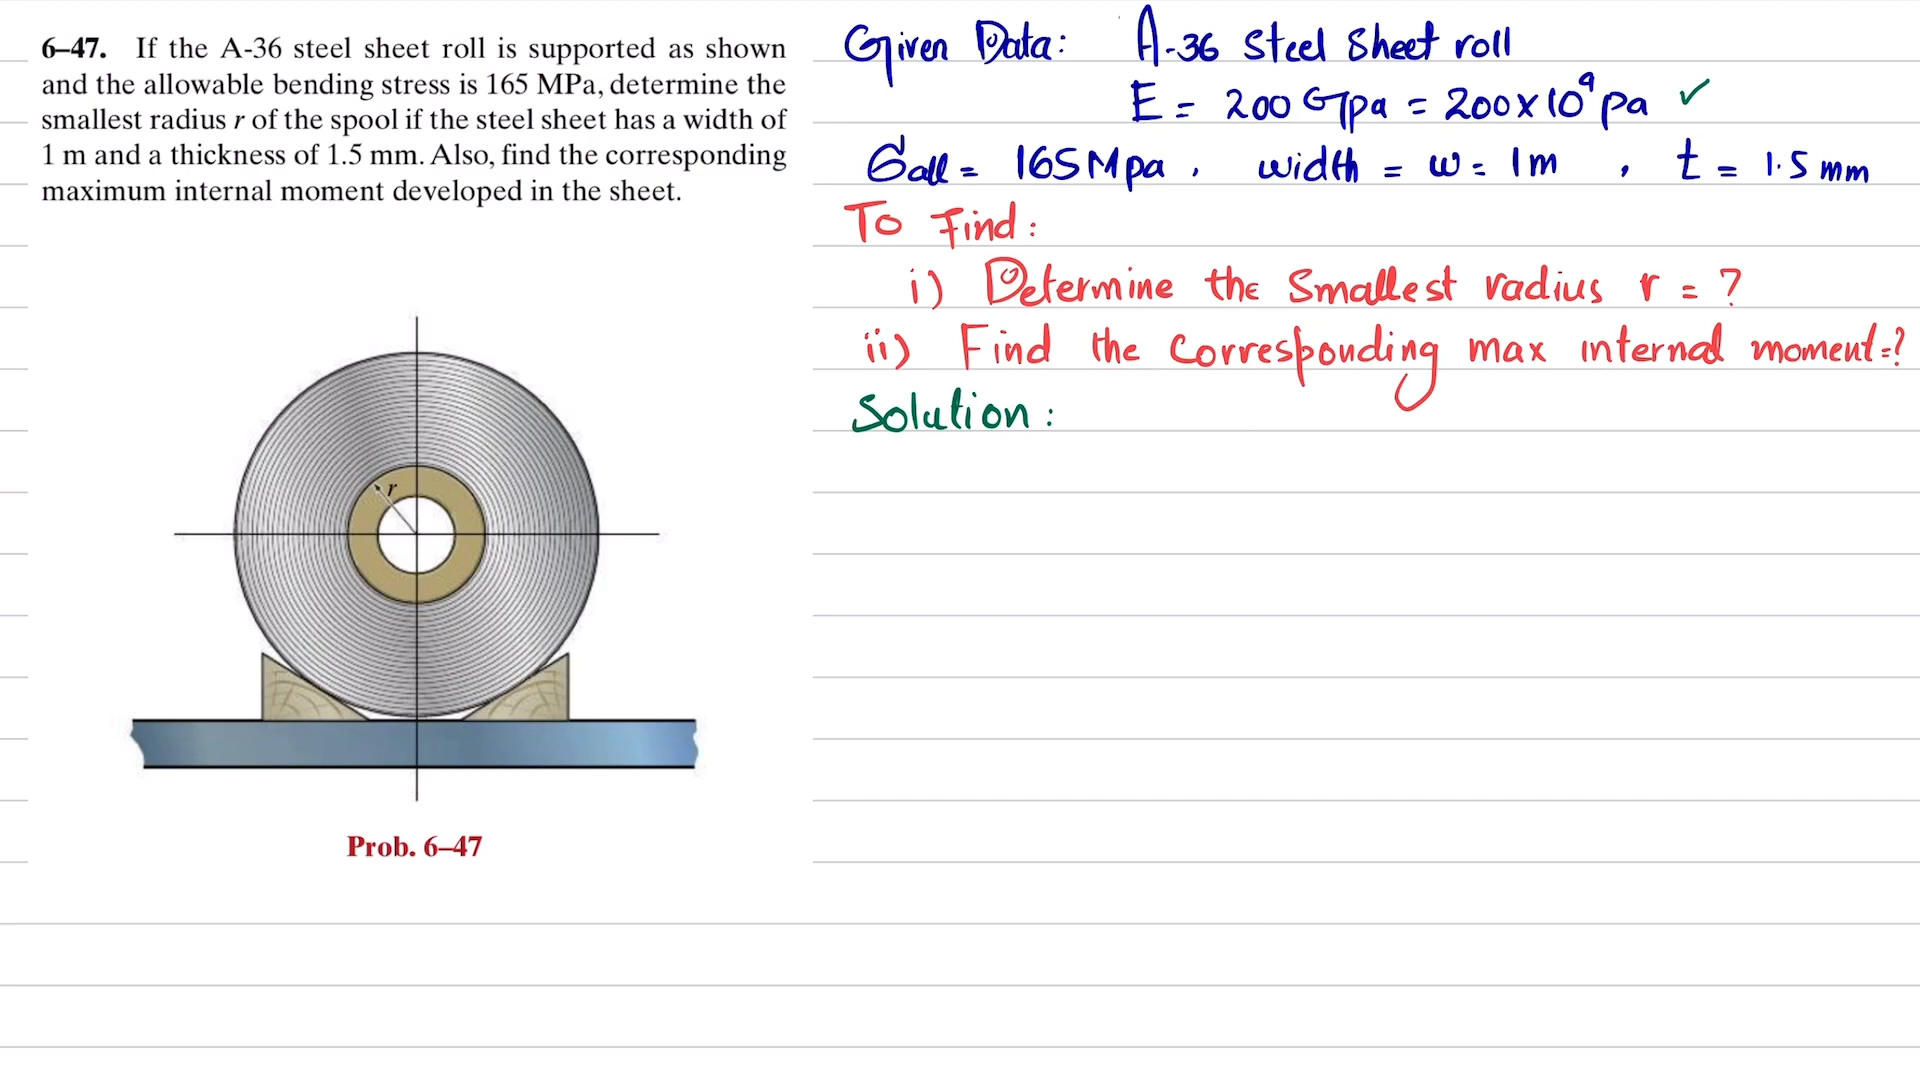 6–47. If the A-36 steel sheet roll is supported as shown
and the allowable bending stress is 165 MPa, determine the
smallest radius r of the spool if the steel sheet has a width of
1 m and a thickness of 1.5 mm. Also, find the corresponding
maximum internal moment developed in the sheet.
r
Prob. 6–47
Given Data: A-36 Steel Sheet roll
E = 200 Gpa = 200x10⁹ pa ✓
σall = 165 Mpa , width = w = 1m , t = 1.5 mm
To Find:
i) Determine the Smallest radius r = ?
ii) Find the Corresponding max internal moment=?
Solution: